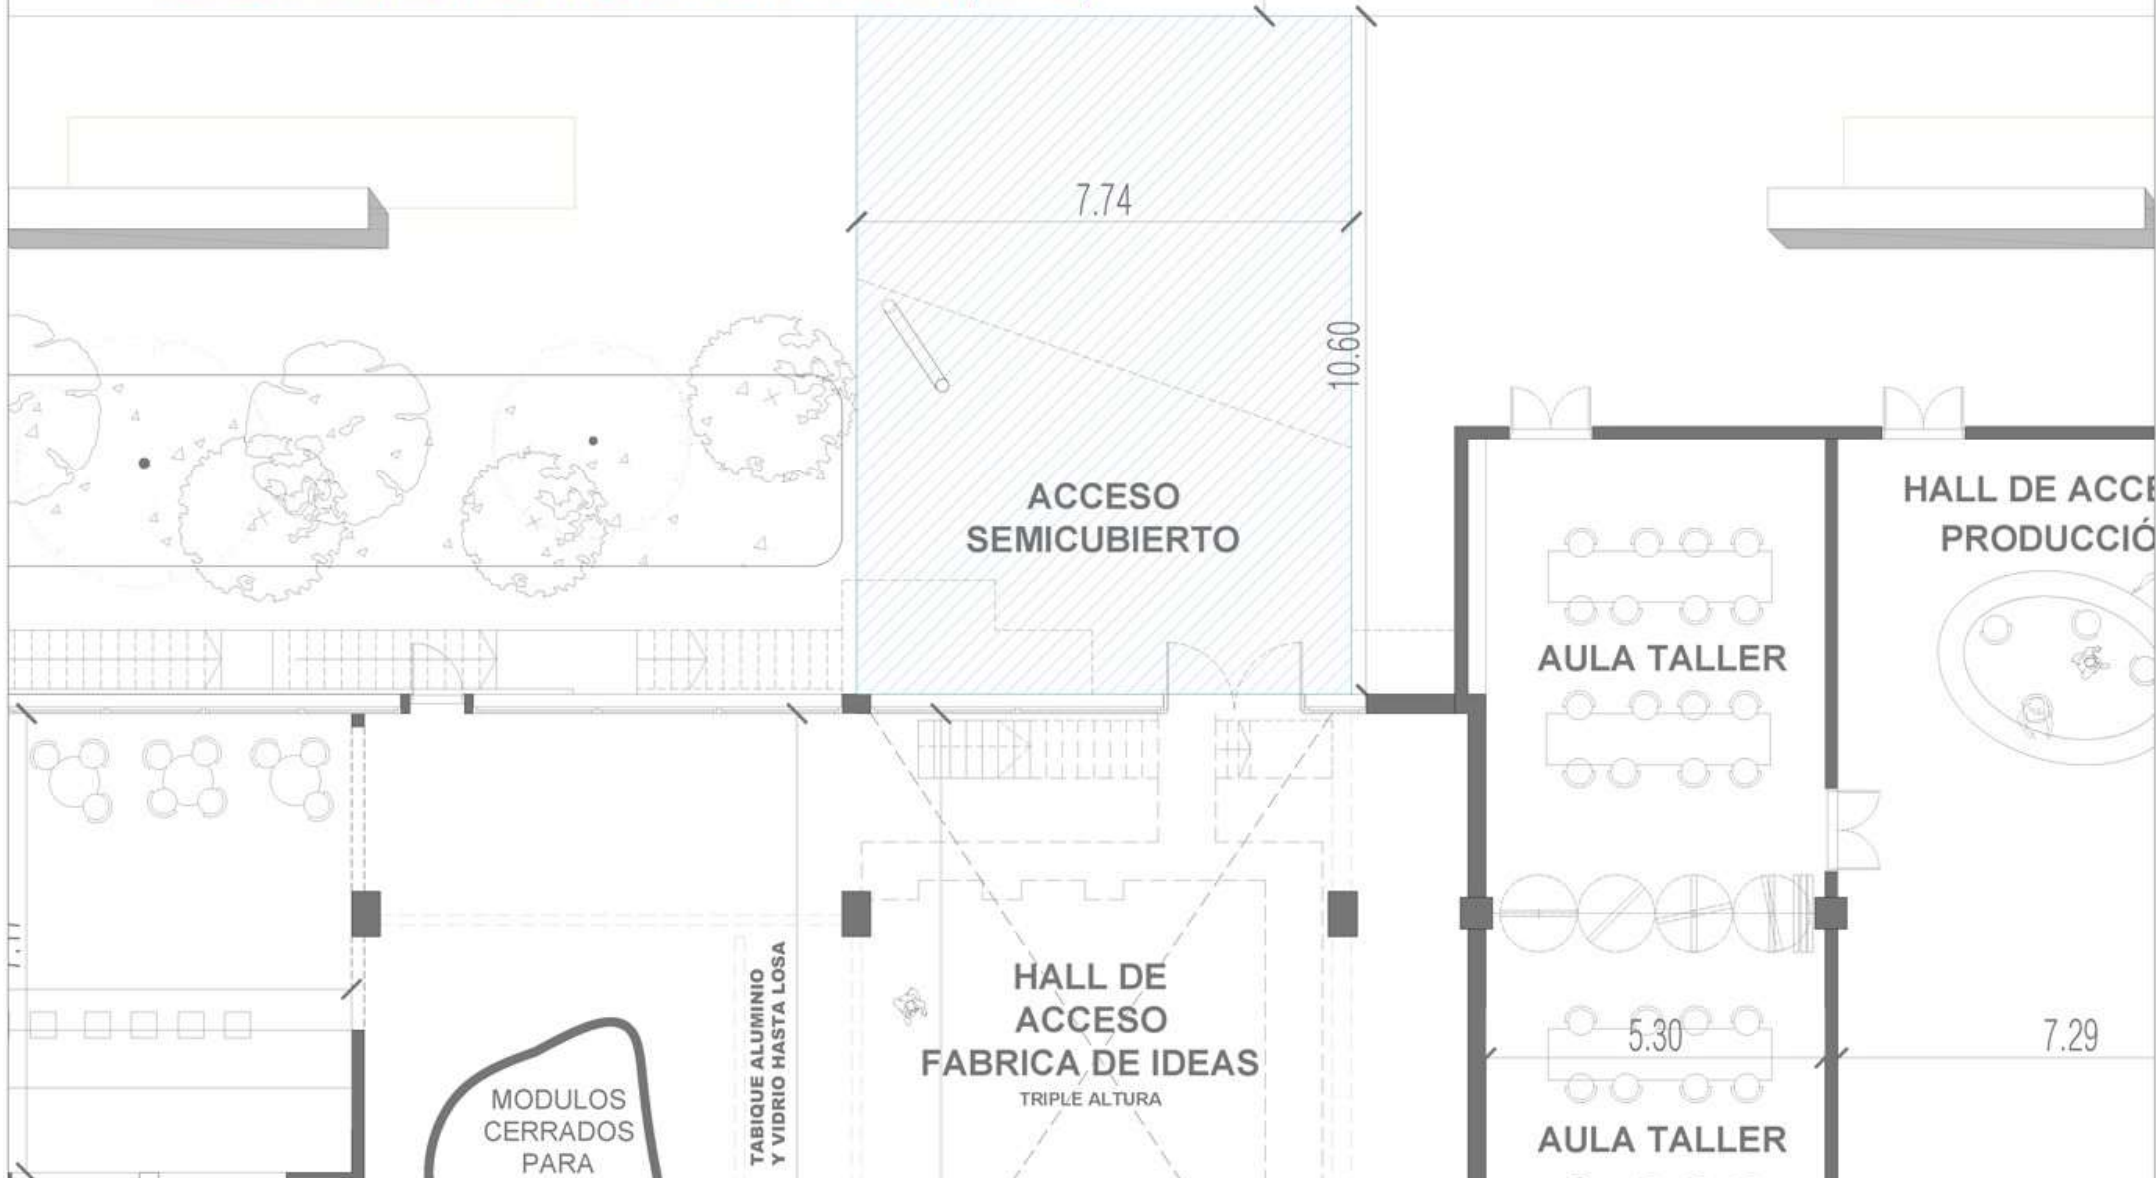 7.74
10.60
ACCESO
SEMICUBIERTO
HALL DE ACCE
PRODUCCIÓ
AULA TALLER
HALL DE
ACCESO
FABRICA DE IDEAS
TRIPLE ALTURA
TABIQUE ALUMINIO
Y VIDRIO HASTA LOSA
MODULOS
CERRADOS
PARA
5.30
7.29
AULA TALLER